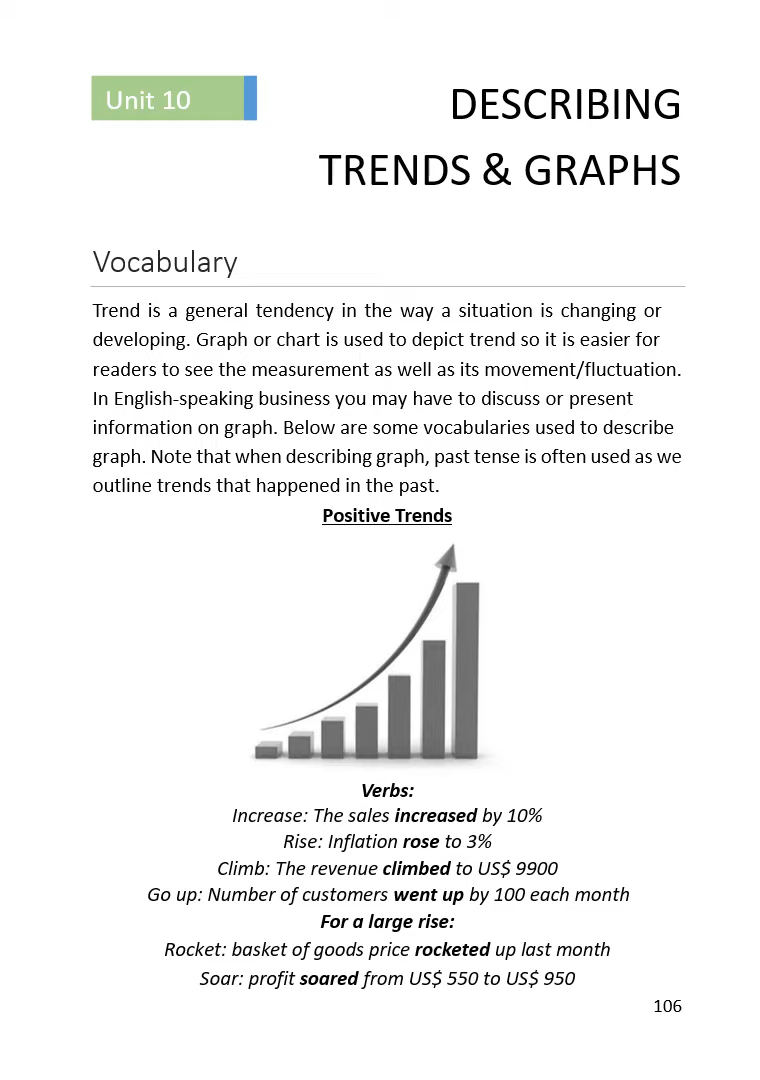 Unit 10
DESCRIBING
TRENDS & GRAPHS
Vocabulary
Trend is a general tendency in the way a situation is changing or
developing. Graph or chart is used to depict trend so it is easier for
readers to see the measurement as well as its movement/fluctuation.
In English-speaking business you may have to discuss or present
information on graph. Below are some vocabularies used to describe
graph. Note that when describing graph, past tense is often used as we
outline trends that happened in the past.
Positive Trends
Verbs:
Increase: The sales increased by 10%
Rise: Inflation rose to 3%
Climb: The revenue climbed to US$ 9900
Go up: Number of customers went up by 100 each month
For a large rise:
Rocket: basket of goods price rocketed up last month
Soar: profit soared from US$ 550 to US$ 950
106